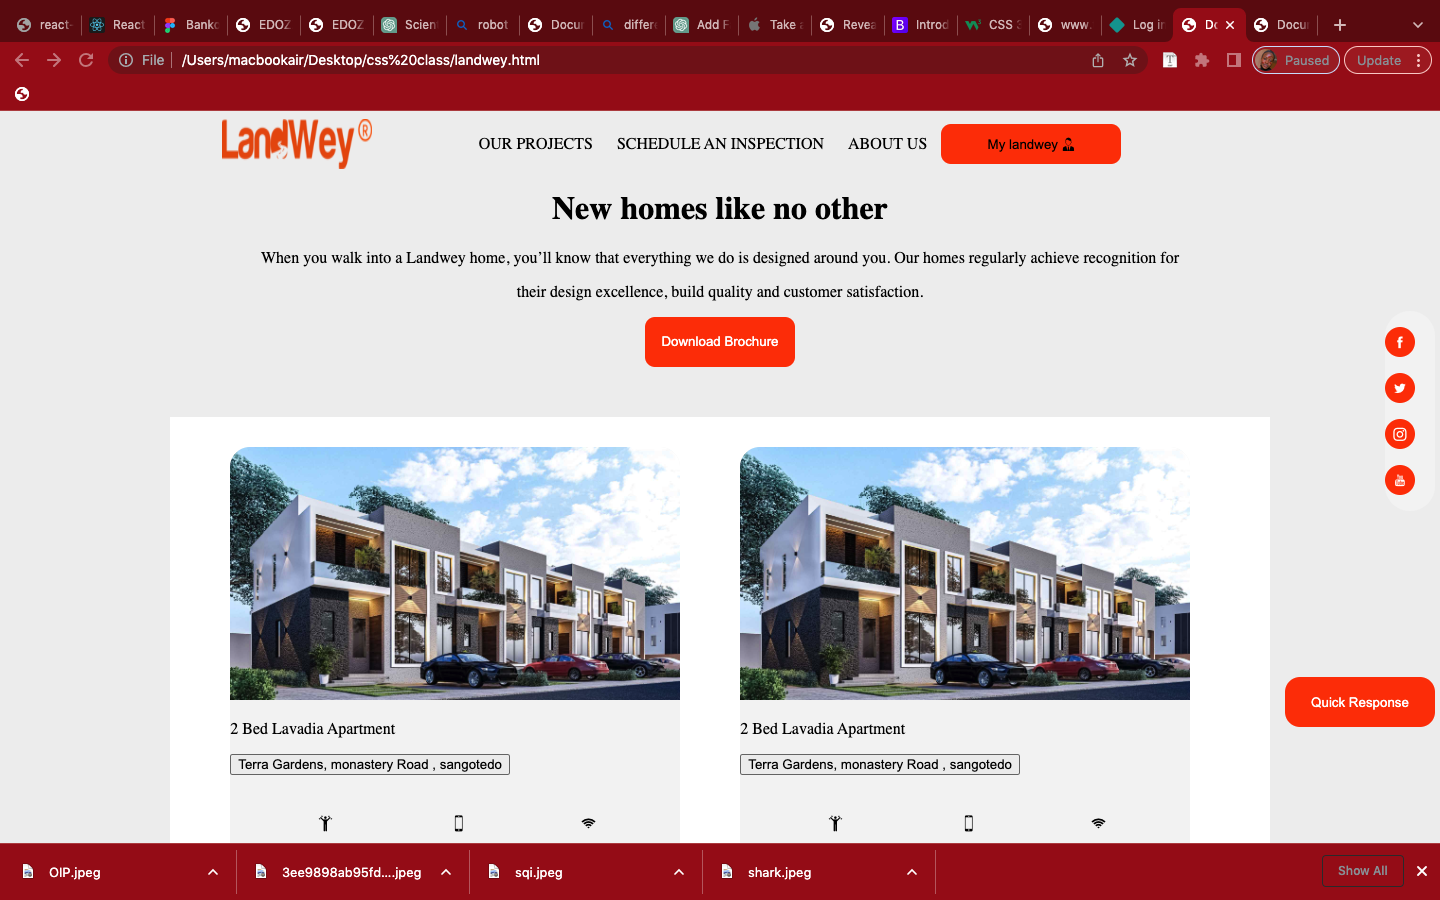 react-
React
Banko
EDOZ
EDOZ
Scien
robot
Docur
differe
Add F
Take a
Revea
B Introd
CSS 3
www.
Log in
Do
Docur
File
/Users/macbookair/Desktop/css%20class/landwey.html
Paused
Update
LandWey®
OUR PROJECTS
SCHEDULE AN INSPECTION
ABOUT US
My landwey
New homes like no other
When you walk into a Landwey home, you’ll know that everything we do is designed around you. Our homes regularly achieve recognition for
their design excellence, build quality and customer satisfaction.
Download Brochure
2 Bed Lavadia Apartment
Terra Gardens, monastery Road , sangotedo
2 Bed Lavadia Apartment
Terra Gardens, monastery Road , sangotedo
Quick Response
OIP.jpeg
3ee9898ab95fd....jpeg
sqi.jpeg
shark.jpeg
Show All